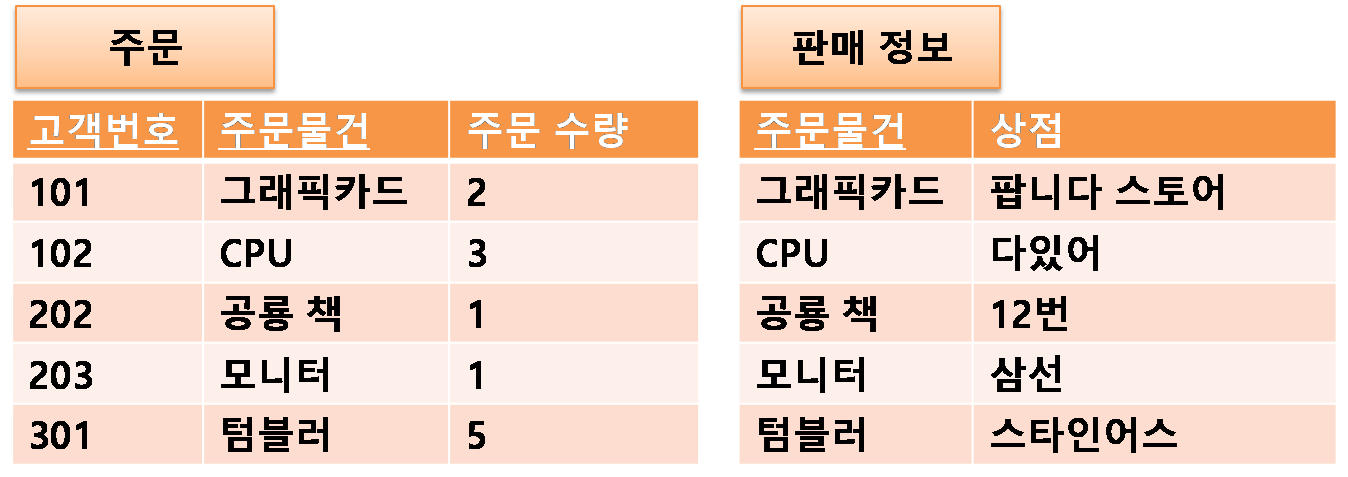 주문
고객번호 주문물건 주문 수량
101 그래픽카드 2
102 CPU 3
202 공룡 책 1
203 모니터 1
301 텀블러 5
판매 정보
주문물건 상점
그래픽카드 팝니다 스토어
CPU 다있어
공룡 책 12번
모니터 삼선
텀블러 스타인어스